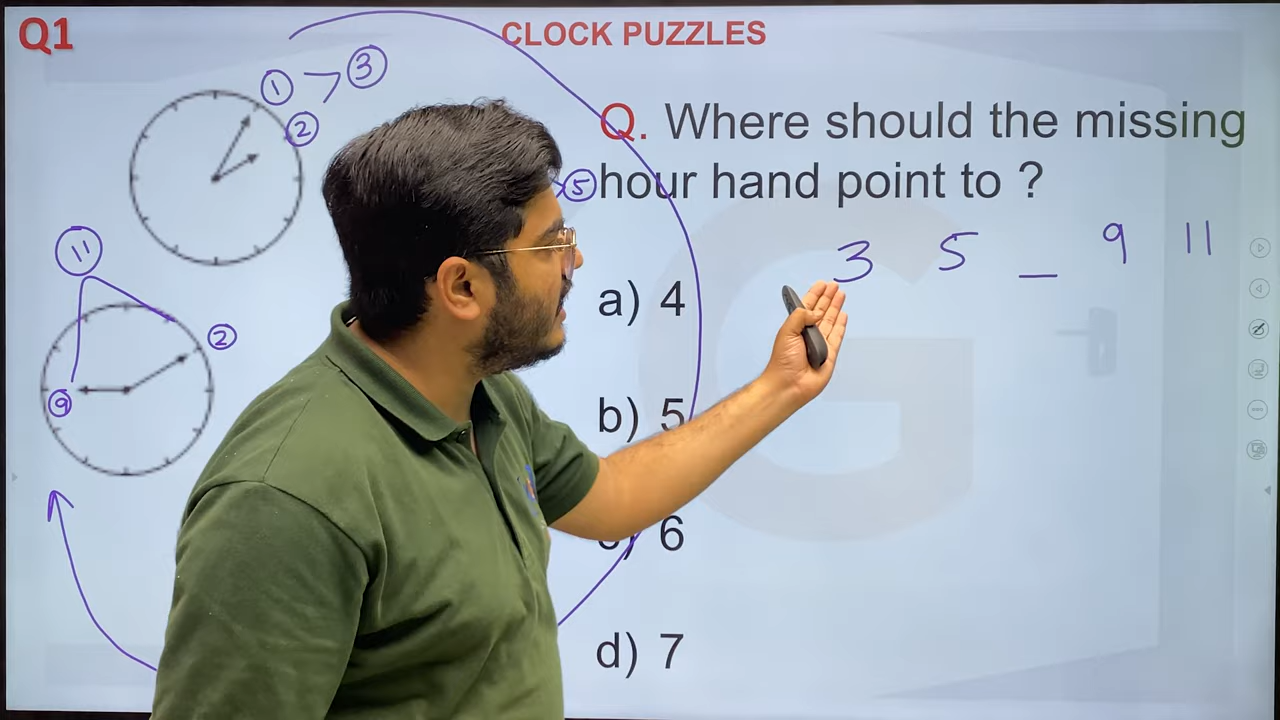 Q1
CLOCK PUZZLES
1 > 3
2
Q. Where should the missing
hour hand point to ?
5
3 5 _ 9 11
11
2
9
a) 4
b) 5
c) 6
d) 7